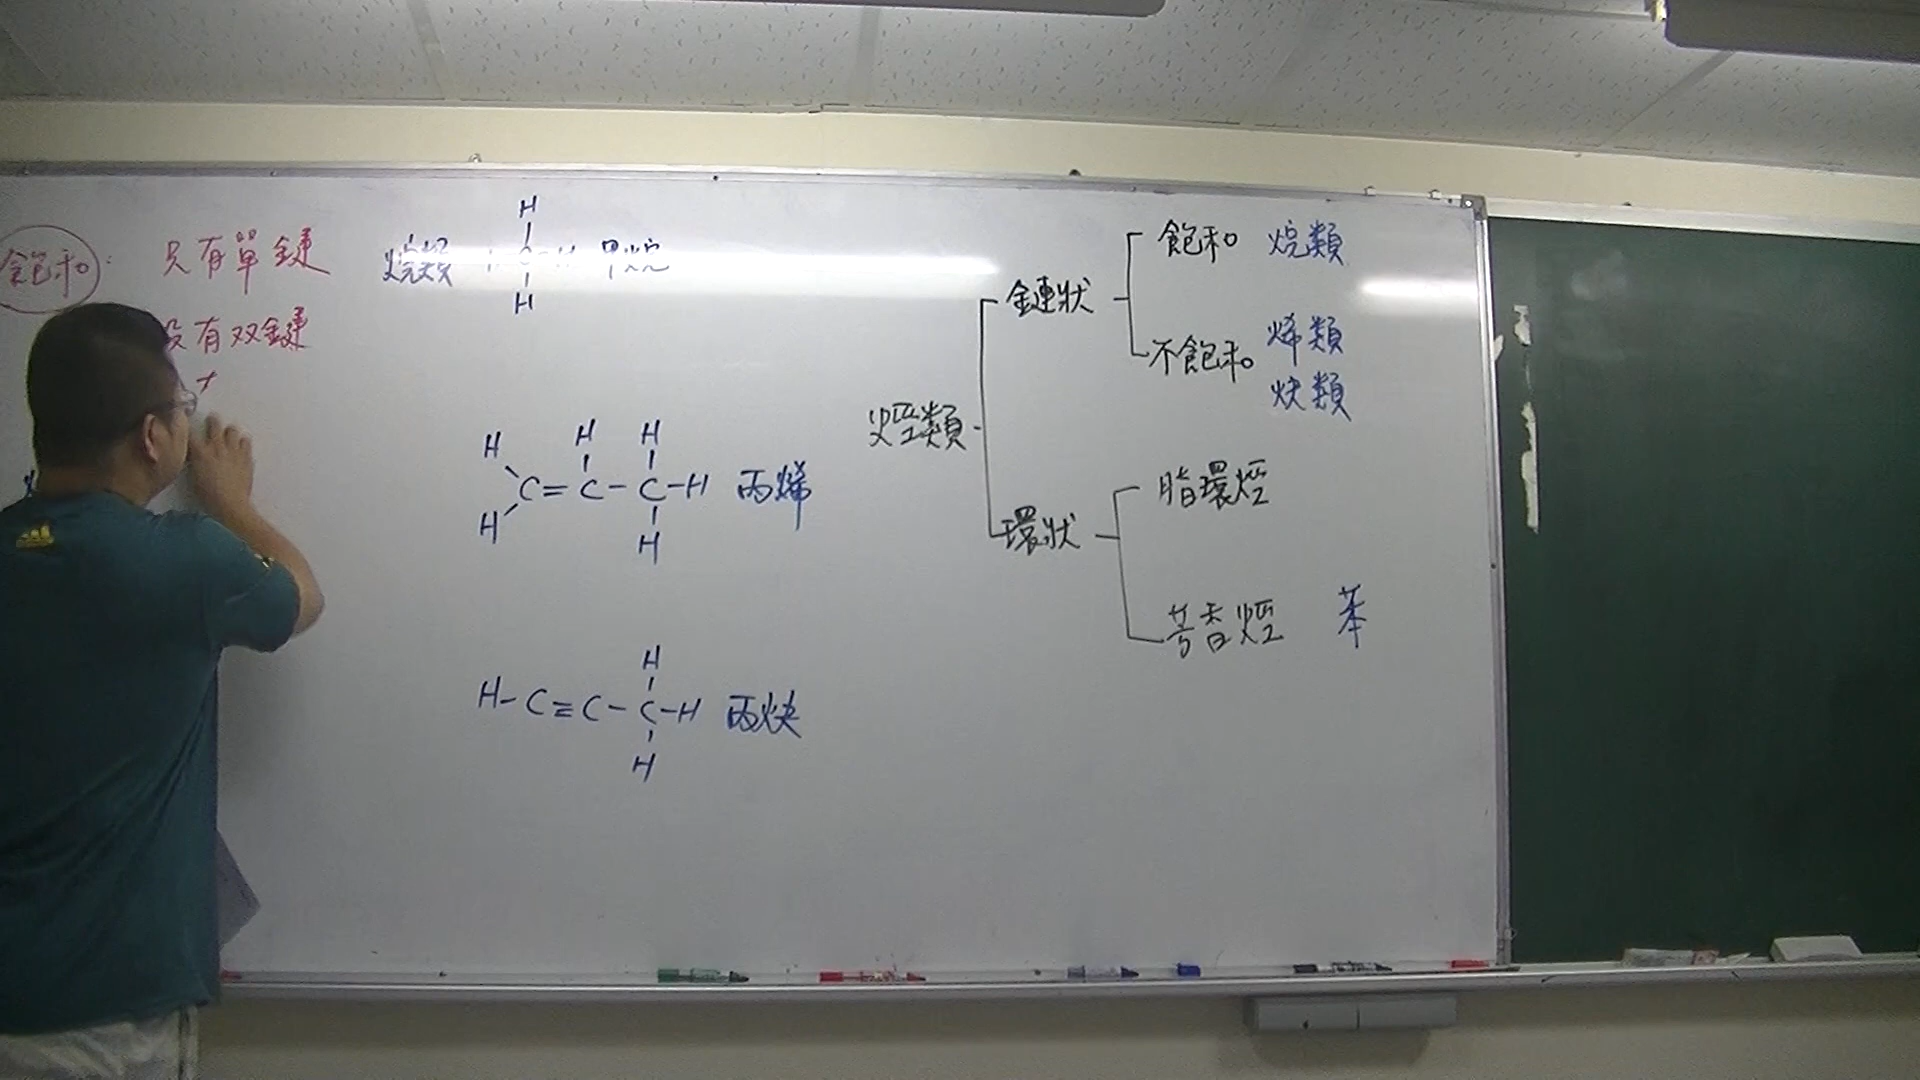 飽和: 只有單鍵 烷類 甲烷
H
C - H
H
没有双鍵
H H H
C = C - C - H 丙烯
H H
H
H - C ≡ C - C - H 丙炔
H
烴類
鏈狀
飽和 烷類
不飽和 烯類
炔類
環狀
脂環烴
芳香烴 苯